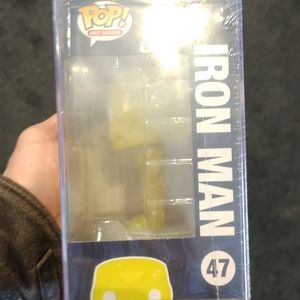 POP!
ART SERIES
IRON MAN
47